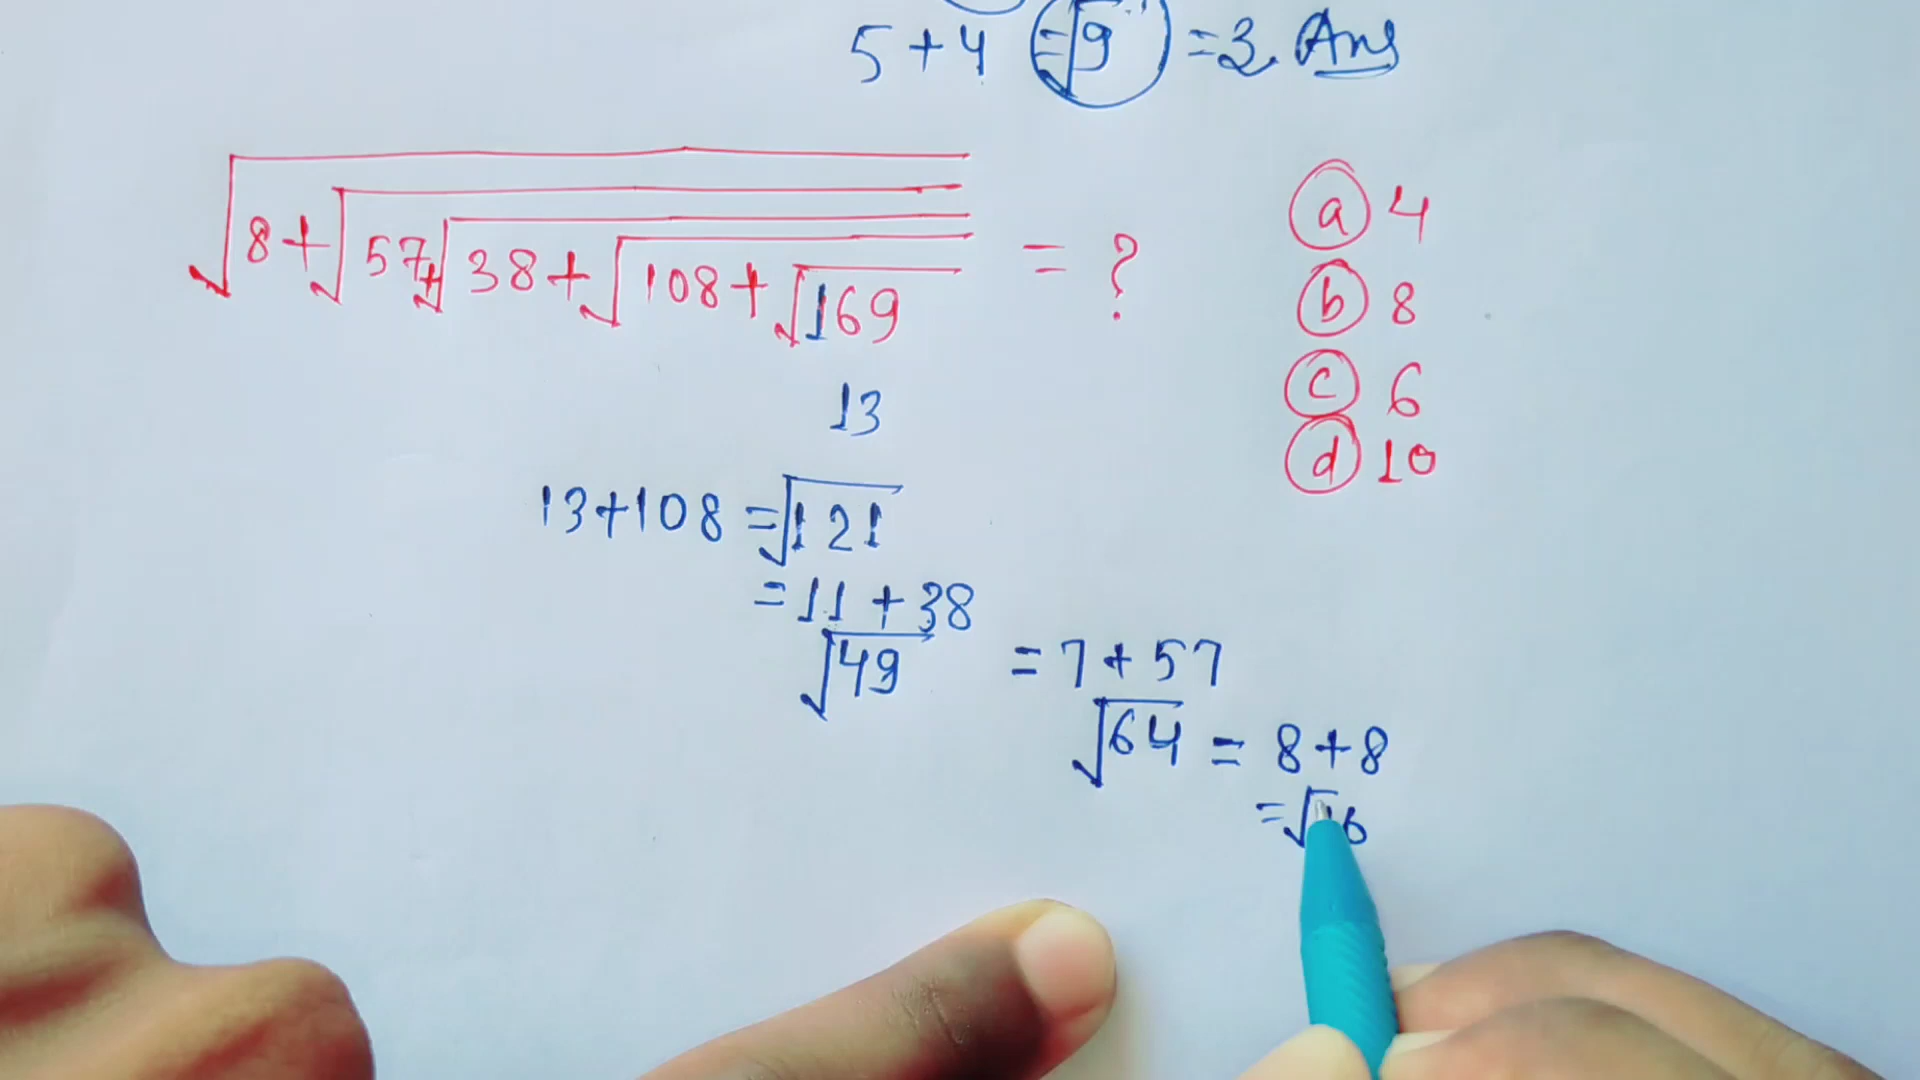 5+4 =√9 =3 Ans
√8+√57+√38+√108+√169 = ?
a 4
b 8
c 6
d 10
13
13+108 =√121
=11+38
√49 =7+57
√64 = 8+8
=√16